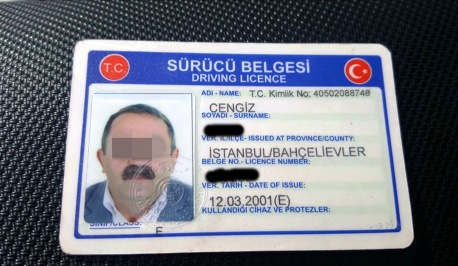 T.C.
SÜRÜCÜ BELGESİ
DRIVING LICENCE
ADI - NAME: T.C. Kimlik No; 40502088748
CENGİZ
SOYADI - SURNAME:
VER. İL/İLÇE- ISSUED AT PROVINCE/COUNTY:
İSTANBUL/BAHÇELİEVLER
BELGE NO.- LICENCE NUMBER:
VER. TARİH - DATE OF ISSUE:
12.03.2001(E)
KULLANDIĞI CİHAZ VE PROTEZLER:
SINIF/CLASS:
E